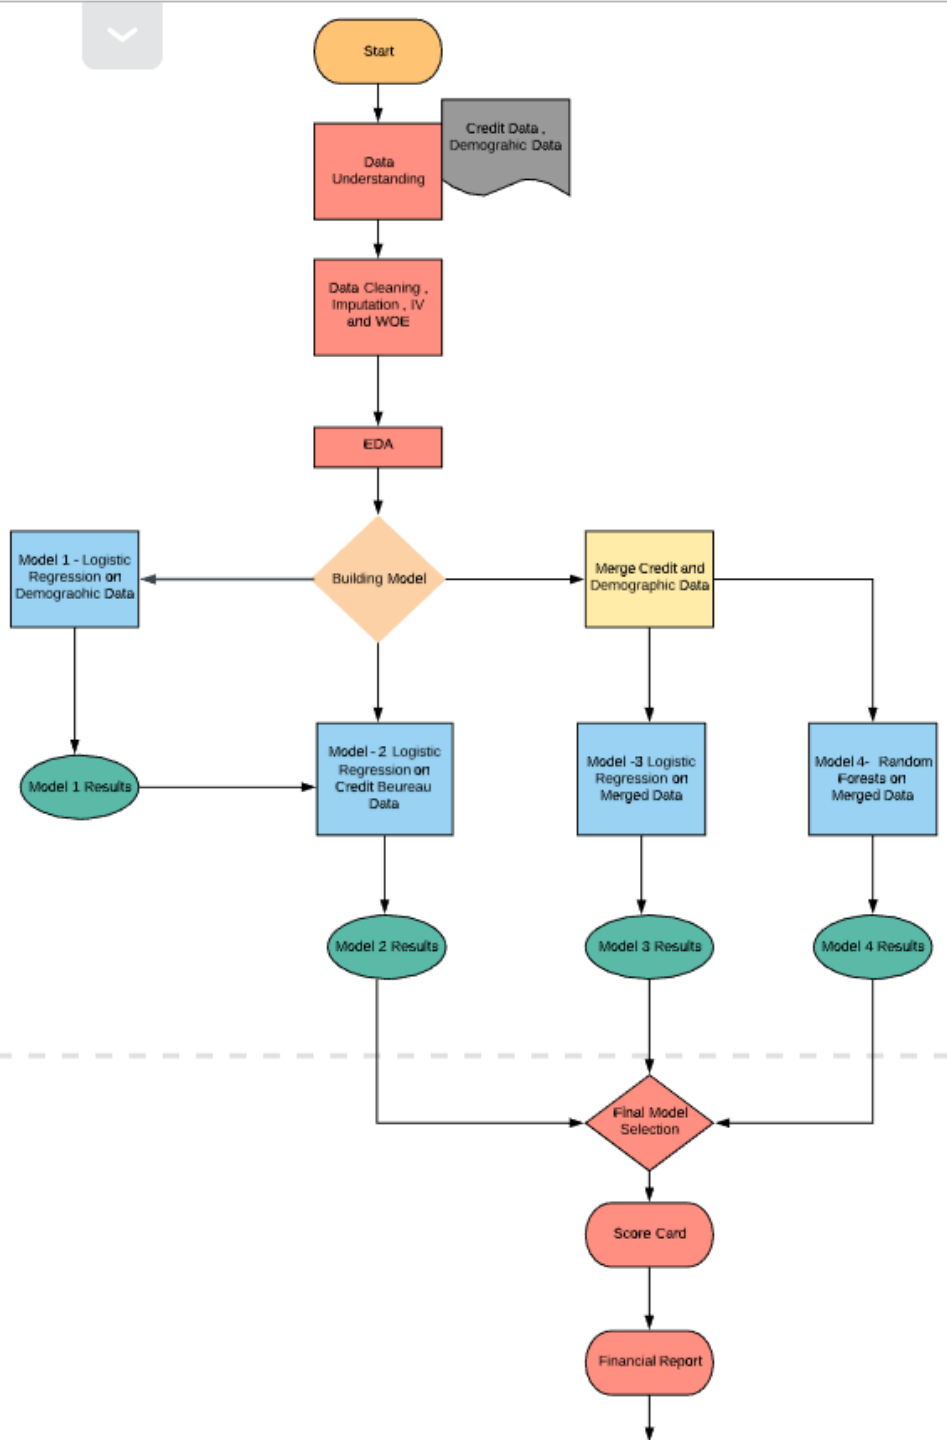 Start
Credit Data ,
Demograhic Data
Data
Understanding
Data Cleaning ,
Imputation , IV
and WOE
EDA
Model 1 - Logistic
Regression on
Demograohic Data
Building Model
Merge Credit and
Demographic Data
Model - 2 Logistic
Regression on
Credit Beureau
Data
Model -3 Logistic
Regression on
Merged Data
Model 4-  Random
Forests on
Merged Data
Model 1 Results
Model 2 Results
Model 3 Results
Model 4 Results
Final Model
Selection
Score Card
Financial Report